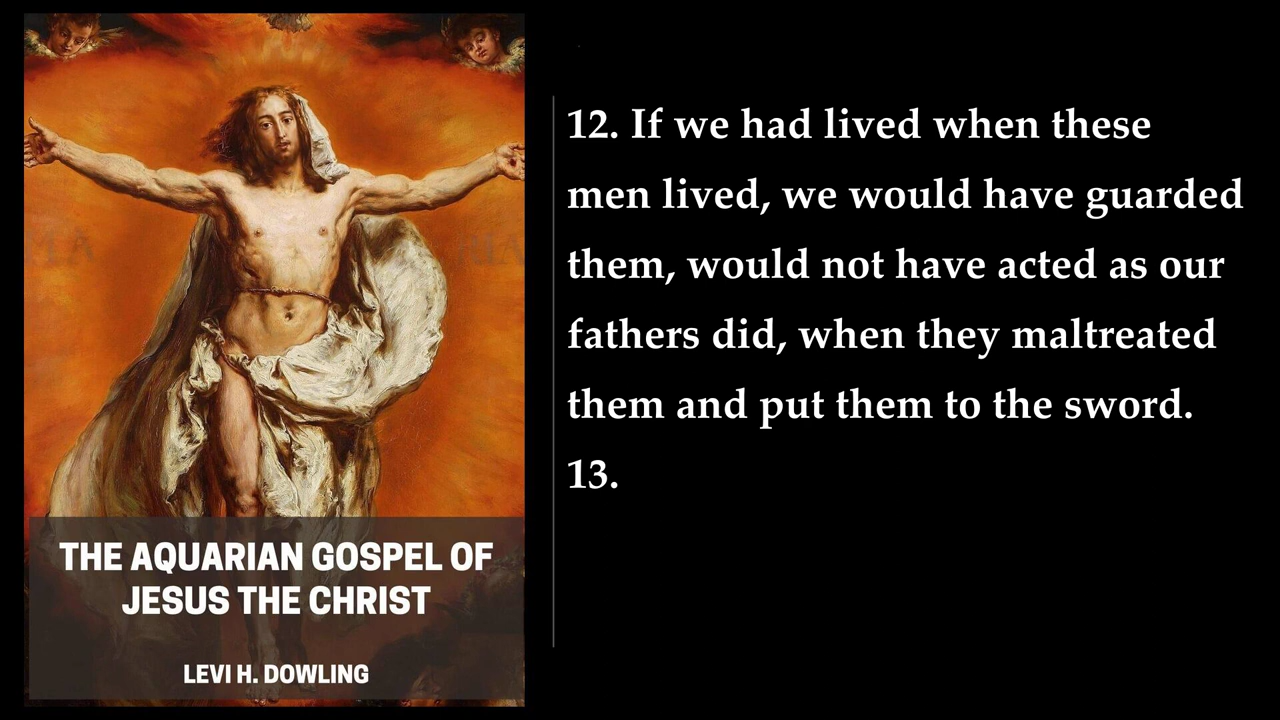 THE AQUARIAN GOSPEL OF
JESUS THE CHRIST
LEVI H. DOWLING
12. If we had lived when these
men lived, we would have guarded
them, would not have acted as our
fathers did, when they maltreated
them and put them to the sword.
13.